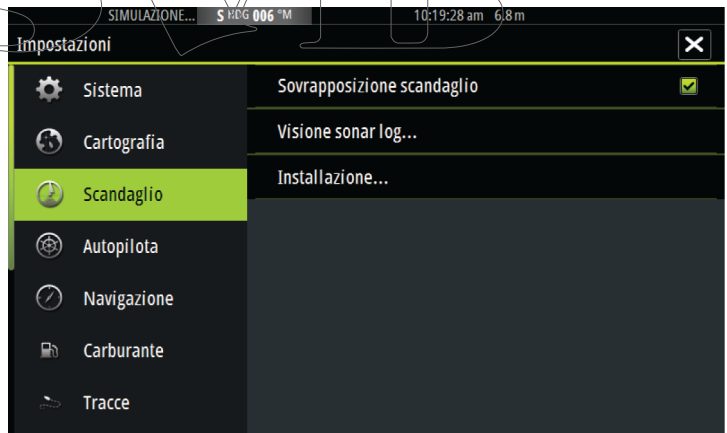 SIMULAZIONE... S HDG 006 °M 10:19:28 am 6.8 m
Impostazioni
Sistema
Cartografia
Scandaglio
Autopilota
Navigazione
Carburante
Tracce
Sovrapposizione scandaglio
Visione sonar log...
Installazione...